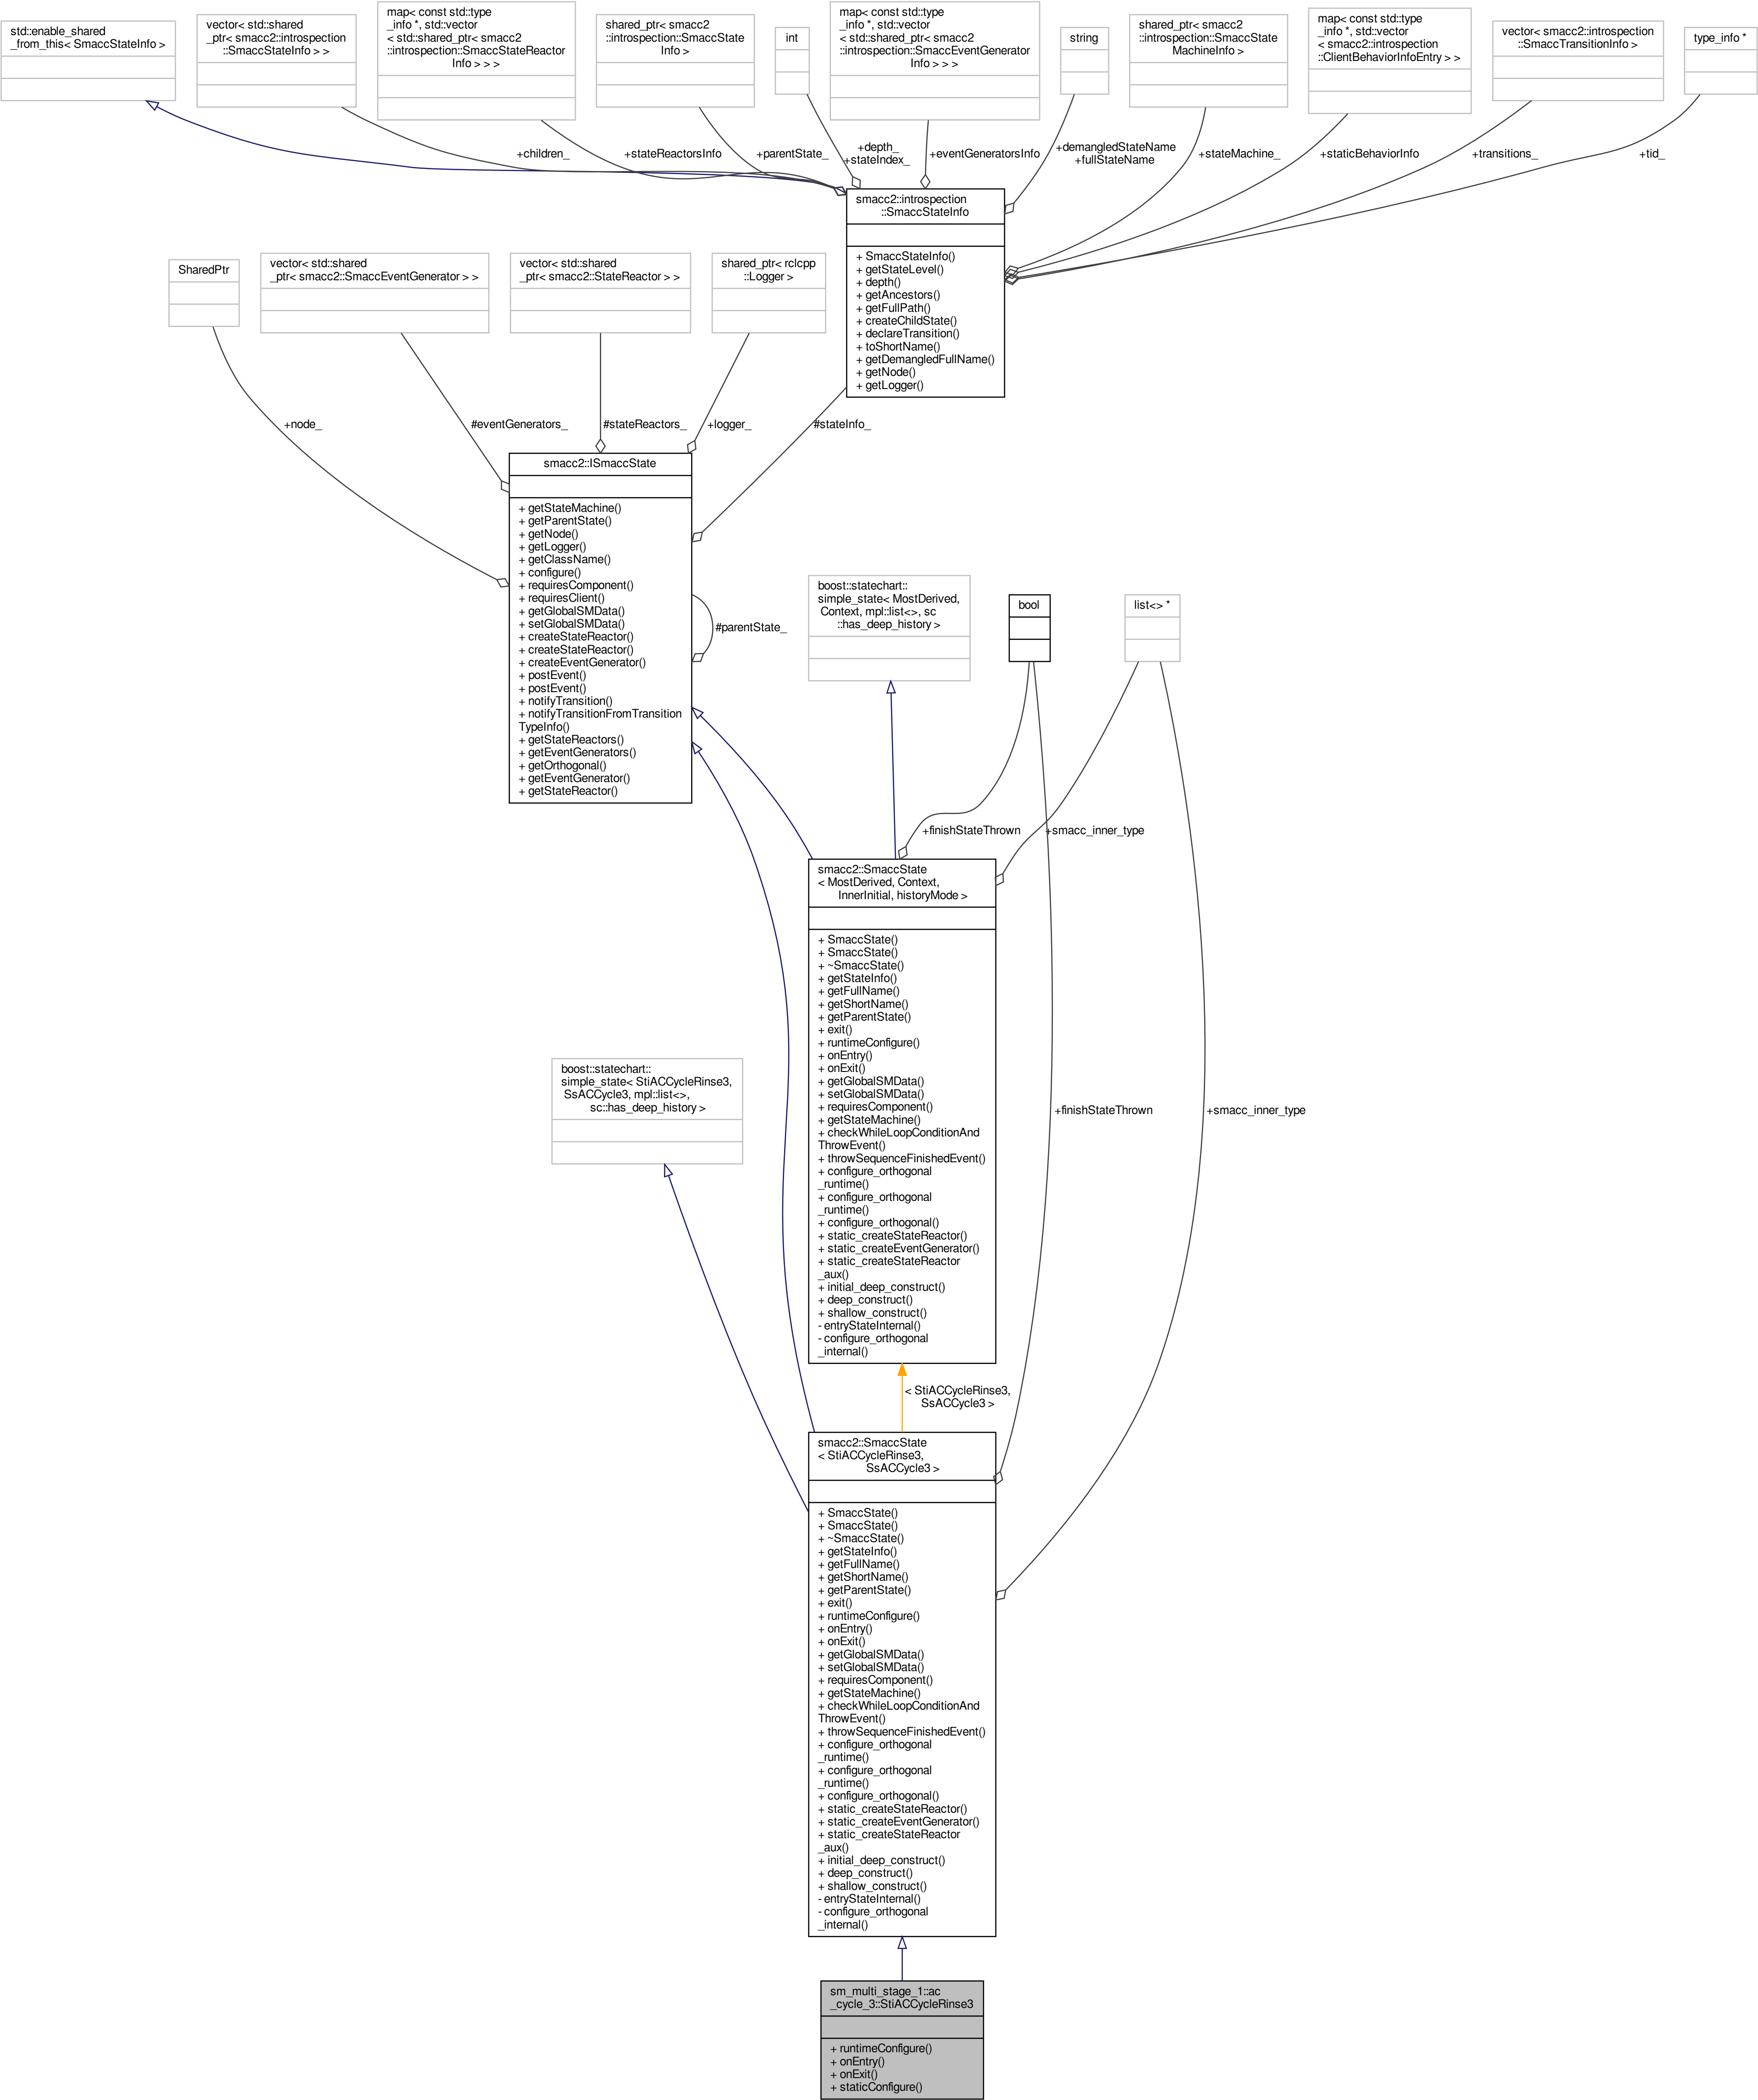 std::enable_shared
_from_this< SmaccStateInfo >
vector< std::shared
_ptr< smacc2::introspection
::SmaccStateInfo > >
map< const std::type
_info *, std::vector
< std::shared_ptr< smacc2
::introspection::SmaccStateReactor
Info > > >
shared_ptr< smacc2
::introspection::SmaccState
Info >
int
map< const std::type
_info *, std::vector
< std::shared_ptr< smacc2
::introspection::SmaccEventGenerator
Info > > >
string
shared_ptr< smacc2
::introspection::SmaccState
MachineInfo >
map< const std::type
_info *, std::vector
< smacc2::introspection
::ClientBehaviorInfoEntry > >
vector< smacc2::introspection
::SmaccTransitionInfo >
type_info *
+children_
+stateReactorsInfo
+parentState_
+depth_
+stateIndex_
+eventGeneratorsInfo
+demangledStateName
+fullStateName
+stateMachine_
+staticBehaviorInfo
+transitions_
+tid_
smacc2::introspection
::SmaccStateInfo
+ SmaccStateInfo()
+ getStateLevel()
+ depth()
+ getAncestors()
+ getFullPath()
+ createChildState()
+ declareTransition()
+ toShortName()
+ getDemangledFullName()
+ getNode()
+ getLogger()
SharedPtr
vector< std::shared
_ptr< smacc2::SmaccEventGenerator > >
vector< std::shared
_ptr< smacc2::StateReactor > >
shared_ptr< rclcpp
::Logger >
+node_
#eventGenerators_
#stateReactors_
+logger_
#stateInfo_
smacc2::ISmaccState
+ getStateMachine()
+ getParentState()
+ getNode()
+ getLogger()
+ getClassName()
+ configure()
+ requiresComponent()
+ requiresClient()
+ getGlobalSMData()
+ setGlobalSMData()
+ createStateReactor()
+ createStateReactor()
+ createEventGenerator()
+ postEvent()
+ postEvent()
+ notifyTransition()
+ notifyTransitionFromTransition
TypeInfo()
+ getStateReactors()
+ getEventGenerators()
+ getOrthogonal()
+ getEventGenerator()
+ getStateReactor()
#parentState_
boost::statechart::
simple_state< MostDerived,
Context, mpl::list<>, sc
::has_deep_history >
bool
list<> *
+finishStateThrown
+smacc_inner_type
smacc2::SmaccState
< MostDerived, Context,
InnerInitial, historyMode >
+ SmaccState()
+ SmaccState()
+ ~SmaccState()
+ getStateInfo()
+ getFullName()
+ getShortName()
+ getParentState()
+ exit()
+ runtimeConfigure()
+ onEntry()
+ onExit()
+ getGlobalSMData()
+ setGlobalSMData()
+ requiresComponent()
+ getStateMachine()
+ checkWhileLoopConditionAnd
ThrowEvent()
+ throwSequenceFinishedEvent()
+ configure_orthogonal
_runtime()
+ configure_orthogonal
_runtime()
+ configure_orthogonal()
+ static_createStateReactor()
+ static_createEventGenerator()
+ static_createStateReactor
_aux()
+ initial_deep_construct()
+ deep_construct()
+ shallow_construct()
- entryStateInternal()
- configure_orthogonal
_internal()
boost::statechart::
simple_state< StiACCycleRinse3,
SsACCycle3, mpl::list<>,
sc::has_deep_history >
+finishStateThrown
+smacc_inner_type
< StiACCycleRinse3,
SsACCycle3 >
smacc2::SmaccState
< StiACCycleRinse3,
SsACCycle3 >
+ SmaccState()
+ SmaccState()
+ ~SmaccState()
+ getStateInfo()
+ getFullName()
+ getShortName()
+ getParentState()
+ exit()
+ runtimeConfigure()
+ onEntry()
+ onExit()
+ getGlobalSMData()
+ setGlobalSMData()
+ requiresComponent()
+ getStateMachine()
+ checkWhileLoopConditionAnd
ThrowEvent()
+ throwSequenceFinishedEvent()
+ configure_orthogonal
_runtime()
+ configure_orthogonal
_runtime()
+ configure_orthogonal()
+ static_createStateReactor()
+ static_createEventGenerator()
+ static_createStateReactor
_aux()
+ initial_deep_construct()
+ deep_construct()
+ shallow_construct()
- entryStateInternal()
- configure_orthogonal
_internal()
sm_multi_stage_1::ac
_cycle_3::StiACCycleRinse3
+ runtimeConfigure()
+ onEntry()
+ onExit()
+ staticConfigure()